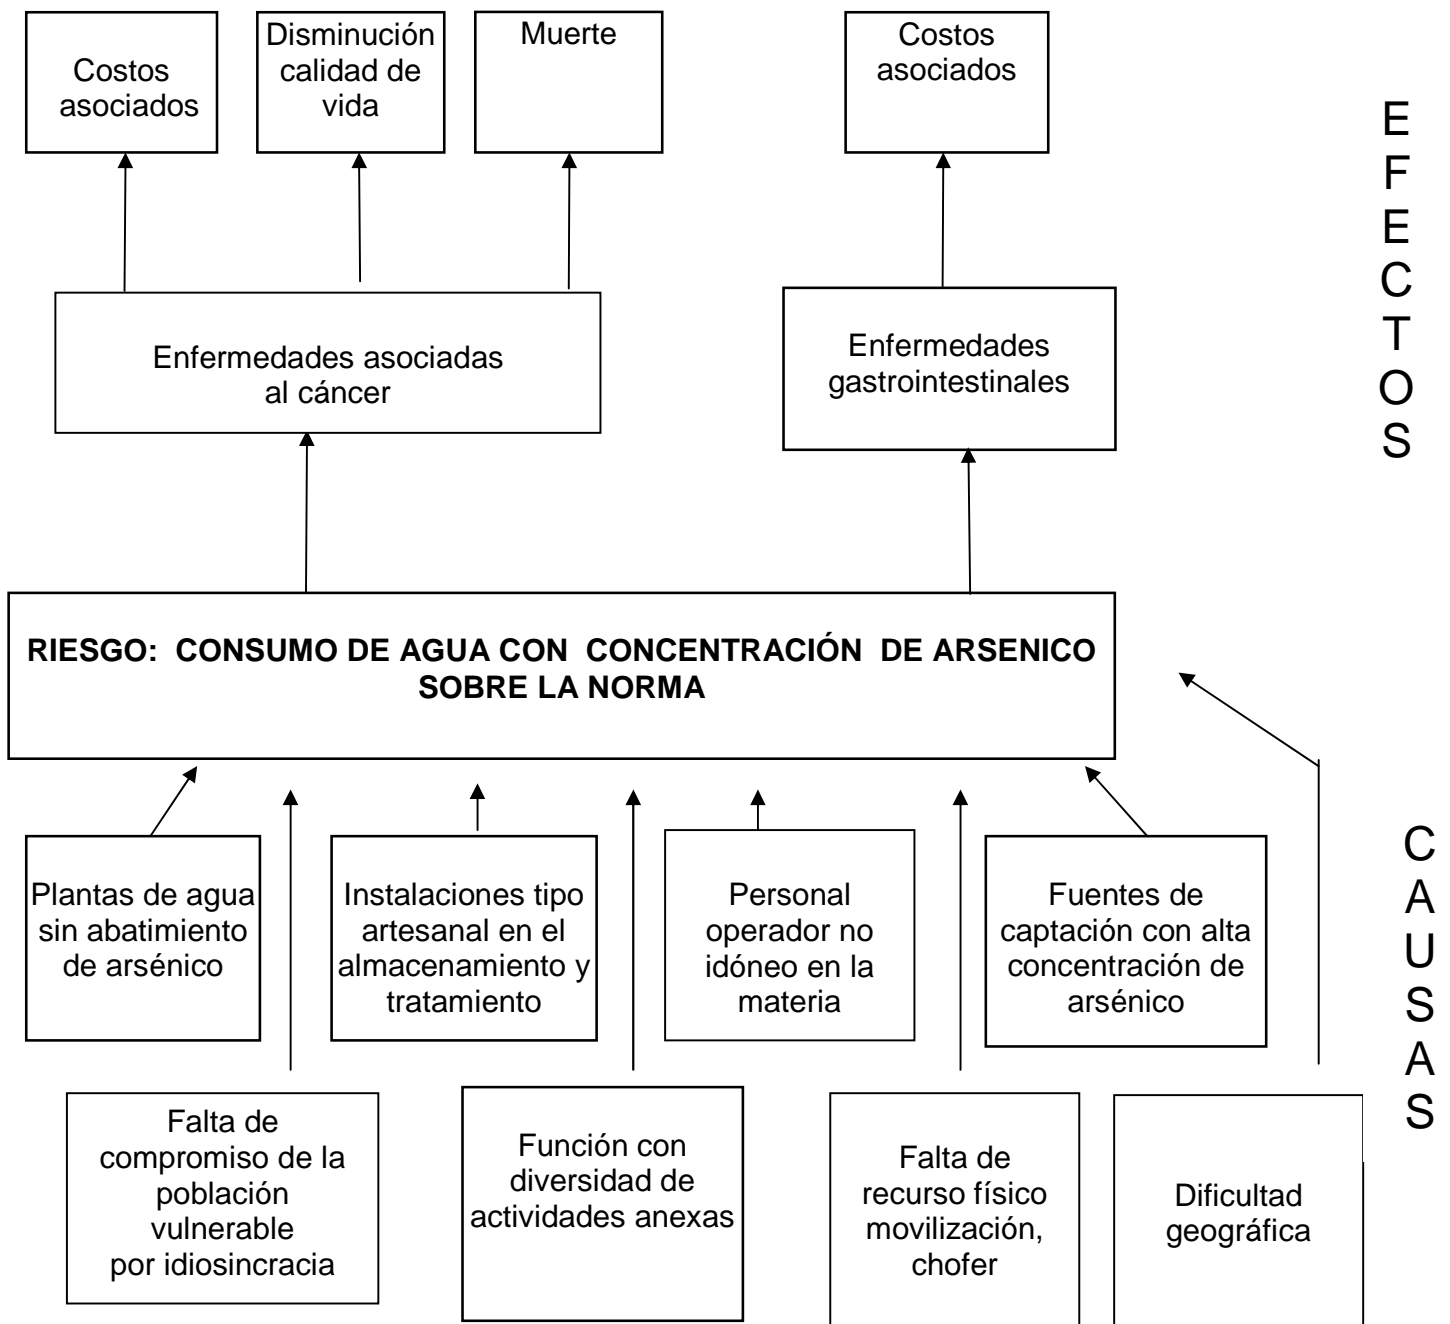 Costos
asociados
Disminución
calidad de
vida
Muerte
Costos
asociados
E
F
E
C
T
O
S
Enfermedades asociadas
al cáncer
Enfermedades
gastrointestinales
RIESGO: CONSUMO DE AGUA CON CONCENTRACIÓN DE ARSENICO
SOBRE LA NORMA
Plantas de agua
sin abatimiento
de arsénico
Instalaciones tipo
artesanal en el
almacenamiento y
tratamiento
Personal
operador no
idóneo en la
materia
Fuentes de
captación con alta
concentración de
arsénico
C
A
U
S
A
S
Falta de
compromiso de la
población
vulnerable
por idiosincracia
Función con
diversidad de
actividades anexas
Falta de
recurso físico
movilización,
chofer
Dificultad
geográfica